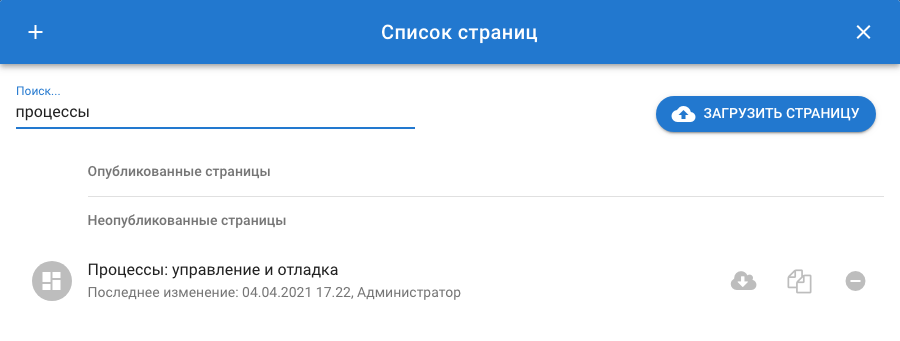 Список страниц
Поиск...
процессы
ЗАГРУЗИТЬ СТРАНИЦУ
Опубликованные страницы
Неопубликованные страницы
Процессы: управление и отладка
Последнее изменение: 04.04.2021 17.22, Администратор